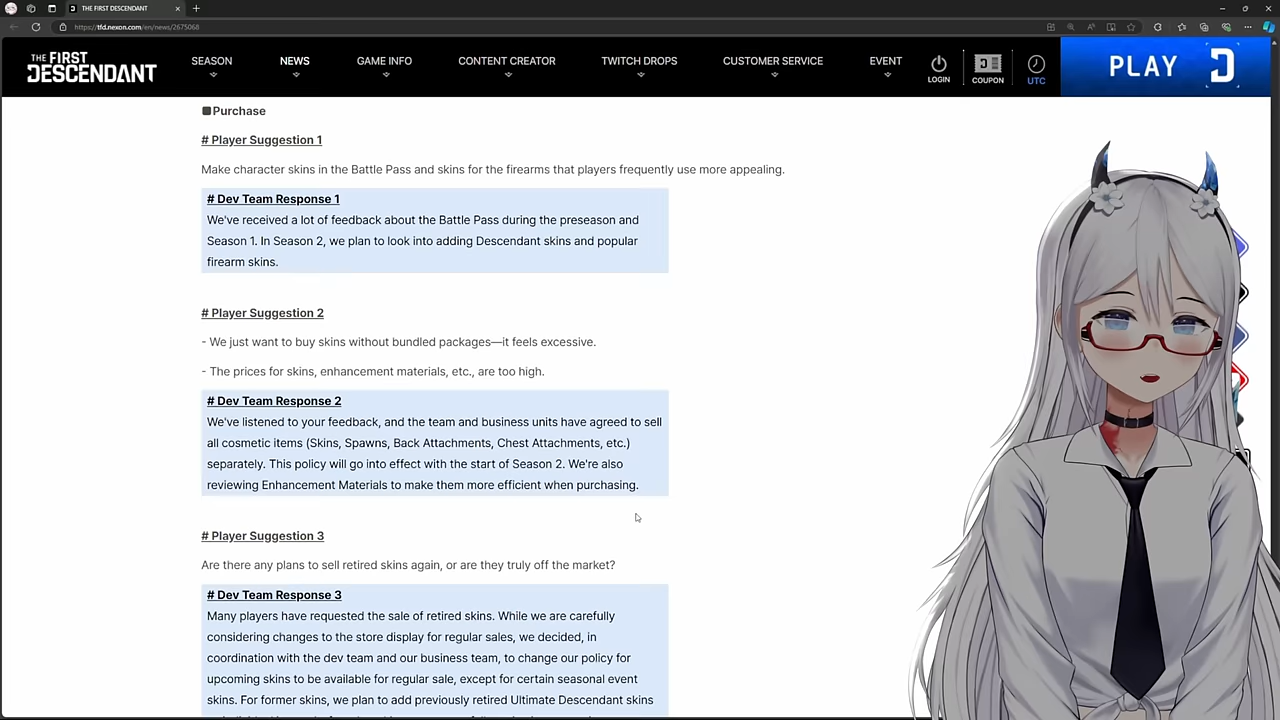 THE FIRST DESCENDANT
https://tfd.nexon.com/en/news/2675068
THE FIRST
DESCENDANT
SEASON
NEWS
GAME INFO
CONTENT CREATOR
TWITCH DROPS
CUSTOMER SERVICE
EVENT
LOGIN
COUPON
UTC
PLAY
Purchase
# Player Suggestion 1
Make character skins in the Battle Pass and skins for the firearms that players frequently use more appealing.
# Dev Team Response 1
We've received a lot of feedback about the Battle Pass during the preseason and
Season 1. In Season 2, we plan to look into adding Descendant skins and popular
firearm skins.
# Player Suggestion 2
- We just want to buy skins without bundled packages—it feels excessive.
- The prices for skins, enhancement materials, etc., are too high.
# Dev Team Response 2
We've listened to your feedback, and the team and business units have agreed to sell
all cosmetic items (Skins, Spawns, Back Attachments, Chest Attachments, etc.)
separately. This policy will go into effect with the start of Season 2. We're also
reviewing Enhancement Materials to make them more efficient when purchasing.
# Player Suggestion 3
Are there any plans to sell retired skins again, or are they truly off the market?
# Dev Team Response 3
Many players have requested the sale of retired skins. While we are carefully
considering changes to the store display for regular sales, we decided, in
coordination with the dev team and our business team, to change our policy for
upcoming skins to be available for regular sale, except for certain seasonal event
skins. For former skins, we plan to add previously retired Ultimate Descendant skins